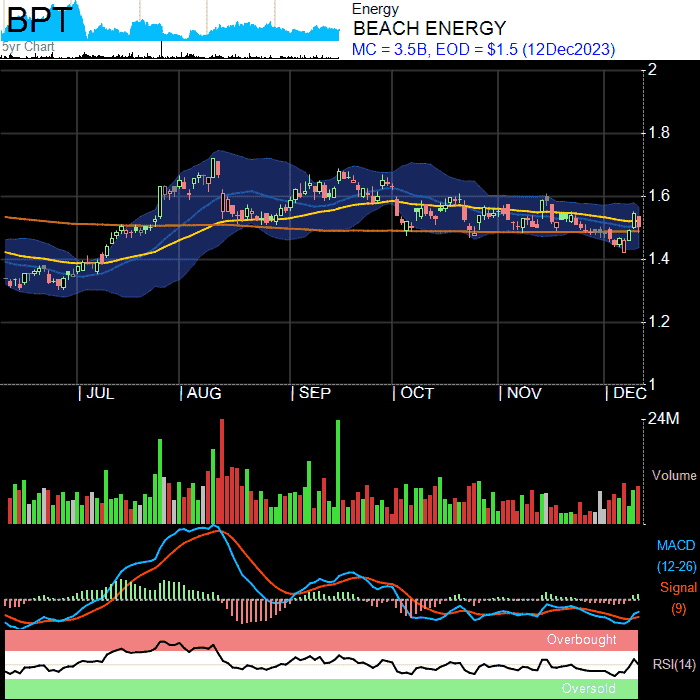 BPT
5yr Chart
Energy
BEACH ENERGY
MC = 3.5B, EOD = $1.5 (12Dec2023)
2
1.8
1.6
1.4
1.2
1
JUL AUG SEP OCT NOV DEC
24M
Volume
MACD
(12-26)
Signal
(9)
Overbought
RSI(14)
Oversold